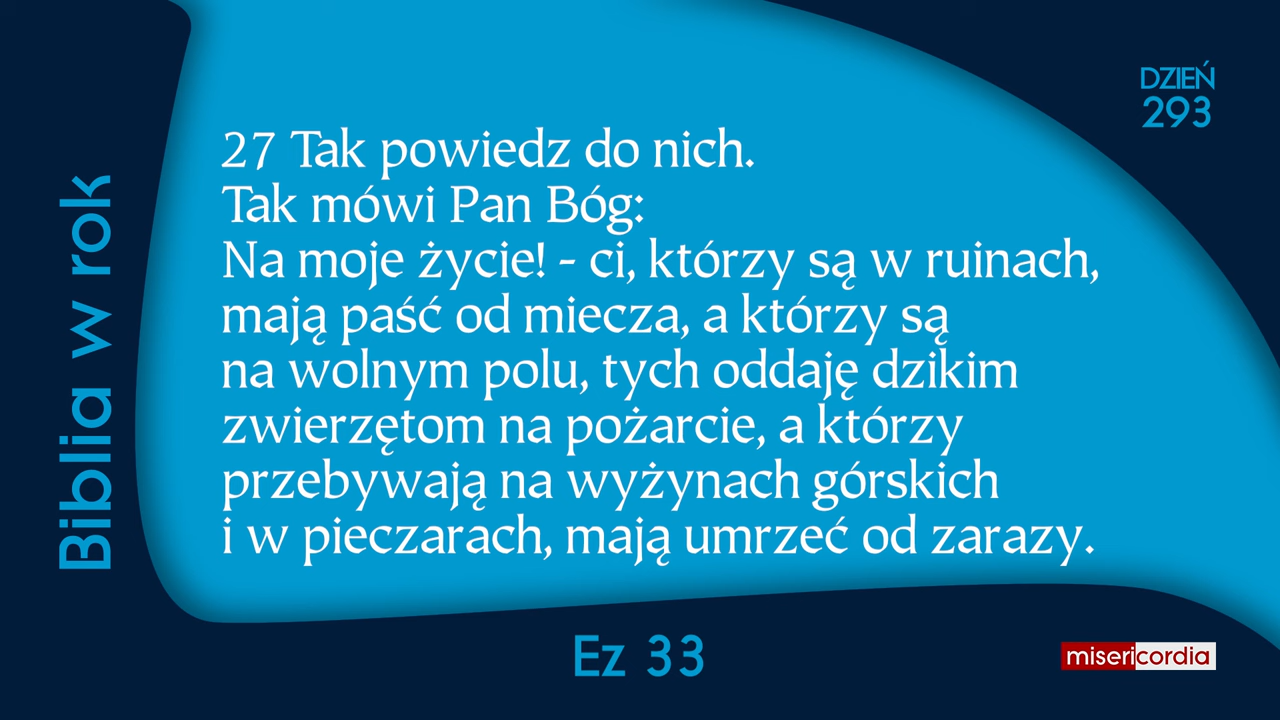 DZIEŃ
293
27 Tak powiedz do nich.
Tak mówi Pan Bóg:
Na moje życie! - ci, którzy są w ruinach,
mają paść od miecza, a którzy są
na wolnym polu, tych oddaję dzikim
zwierzętom na pożarcie, a którzy
przebywają na wyżynach górskich
i w pieczarach, mają umrzeć od zarazy.
Biblia w rok
Ez 33
misericordia